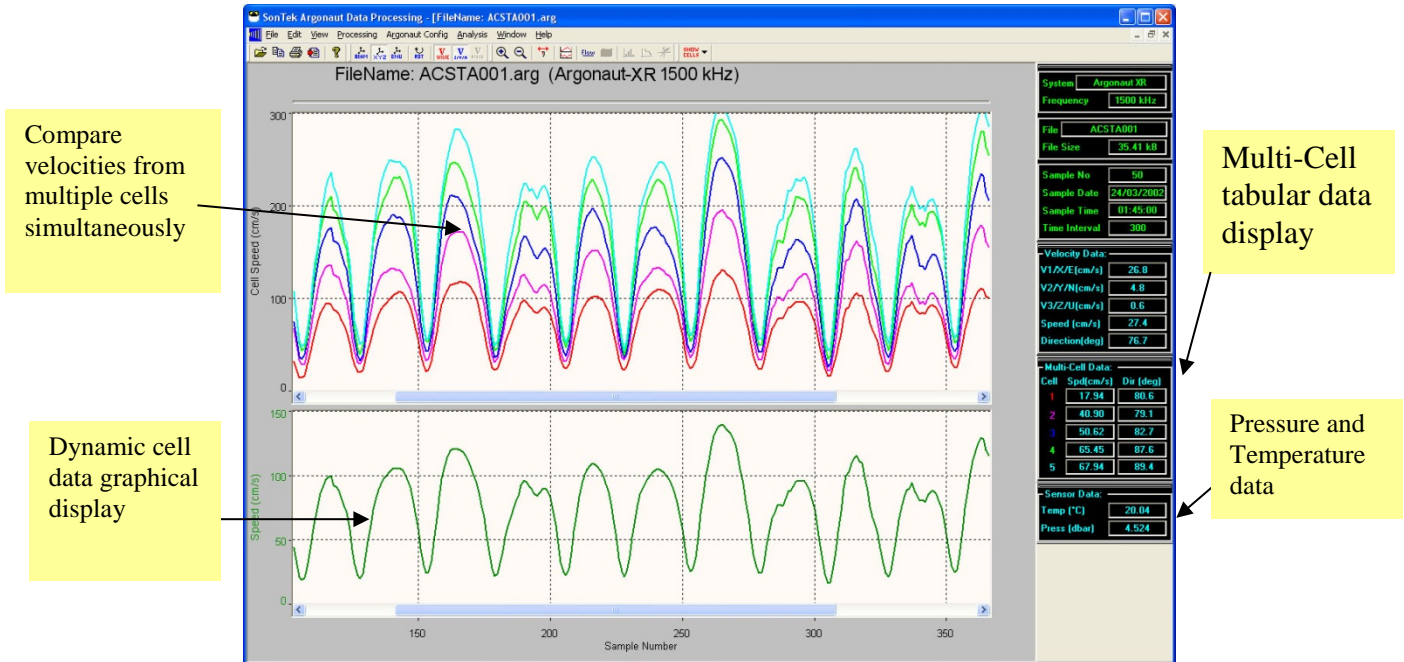 SonTek Argonaut Data Processing - [FileName: ACSTA001.arg
File Edit View Processing Argonaut Config Analysis Window Help
BEAM XYZ ENU RST Flow SHOW CELLS
FileName: ACSTA001.arg (Argonaut-XR 1500 kHz)
Compare
velocities from
multiple cells
simultaneously
Cell Speed (cm/s)
300
200
100
0
Dynamic cell
data graphical
display
Speed (cm/s)
150
100
50
0
150 200 250 300 350
Sample Number
System Argonaut XR
Frequency 1500 kHz
File ACSTA001
File Size 35.41 kB
Sample No 50
Sample Date 24/03/2002
Sample Time 01:45:00
Time Interval 300
Velocity Data:
V1/X/E(cm/s) 26.8
V2/Y/N(cm/s) 4.8
V3/Z/U(cm/s) 0.6
Speed (cm/s) 27.4
Direction(deg) 76.7
Multi-Cell Data:
Cell Spd(cm/s) Dir (deg)
1 17.94 80.6
2 40.90 79.1
3 50.62 82.7
4 65.45 87.6
5 67.94 89.4
Sensor Data:
Temp (°C) 20.04
Press (dbar) 4.524
Multi-Cell
tabular data
display
Pressure and
Temperature
data